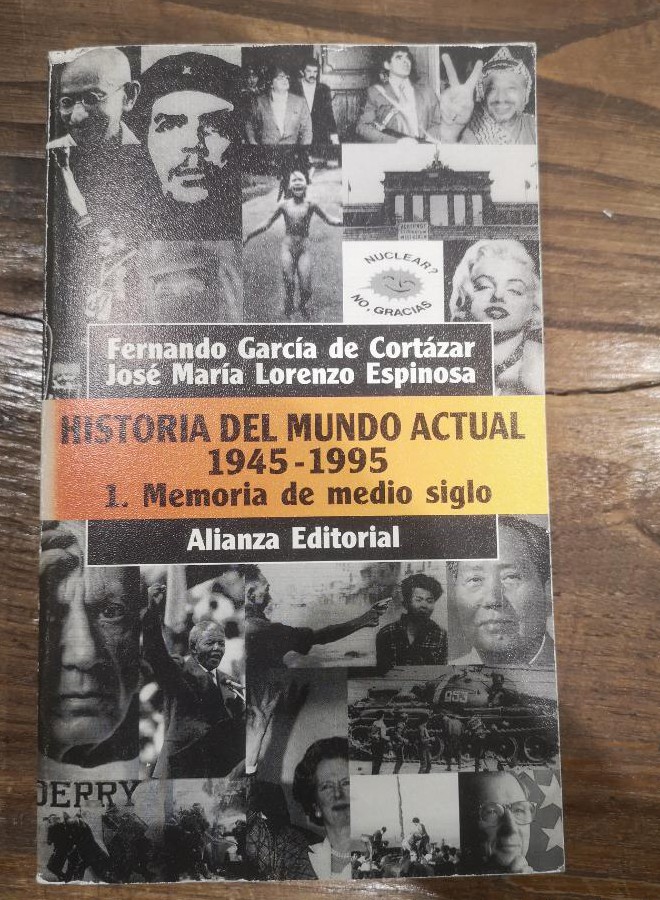 NUCLEAR?
NO, GRACIAS
Fernando García de Cortázar
José María Lorenzo Espinosa
HISTORIA DEL MUNDO ACTUAL
1945-1995
1. Memoria de medio siglo
Alianza Editorial
953
DERRY